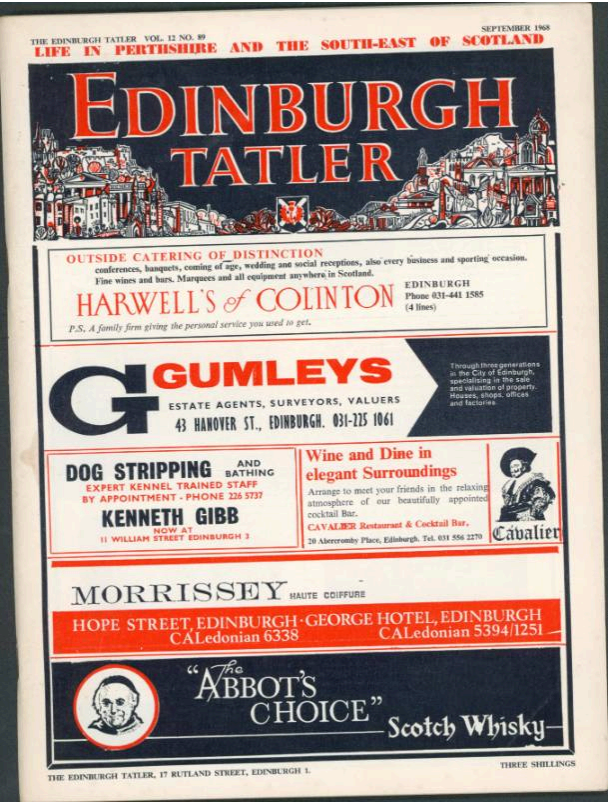 THE EDINBURGH TATLER VOL. 12 NO. 89
SEPTEMBER 1968
LIFE IN PERTHSHIRE AND THE SOUTH-EAST OF SCOTLAND
EDINBURGH
TATLER
OUTSIDE CATERING OF DISTINCTION
conferences, banquets, coming of age, wedding and social receptions, also every business and sporting occasion.
Fine wines and bars. Marquees and all equipment anywhere in Scotland.
HARWELL'S of COLINTON
EDINBURGH
Phone 031-441 1585
(4 lines)
P.S. A family firm giving the personal service you used to get.
G GUMLEYS
ESTATE AGENTS, SURVEYORS, VALUERS
43 HANOVER ST., EDINBURGH. 031-225 1061
Through three generations
in the City of Edinburgh,
specialising in the sale
and valuation of property.
Houses, shops, offices
and factories.
DOG STRIPPING AND
BATHING
EXPERT KENNEL TRAINED STAFF
BY APPOINTMENT - PHONE 226 5737
KENNETH GIBB
NOW AT
11 WILLIAM STREET EDINBURGH 3
Wine and Dine in
elegant Surroundings
Arrange to meet your friends in the relaxing
atmosphere of our beautifully appointed
cocktail Bar.
CAVALIER Restaurant & Cocktail Bar,
20 Abercromby Place, Edinburgh. Tel. 031 556 2270
Cavalier
MORRISSEY HAUTE COIFFURE
HOPE STREET, EDINBURGH · GEORGE HOTEL, EDINBURGH
CALedonian 6338 CALedonian 5394/1251
"The
ABBOT'S
CHOICE"
Scotch Whisky
THE EDINBURGH TATLER, 17 RUTLAND STREET, EDINBURGH 1.
THREE SHILLINGS